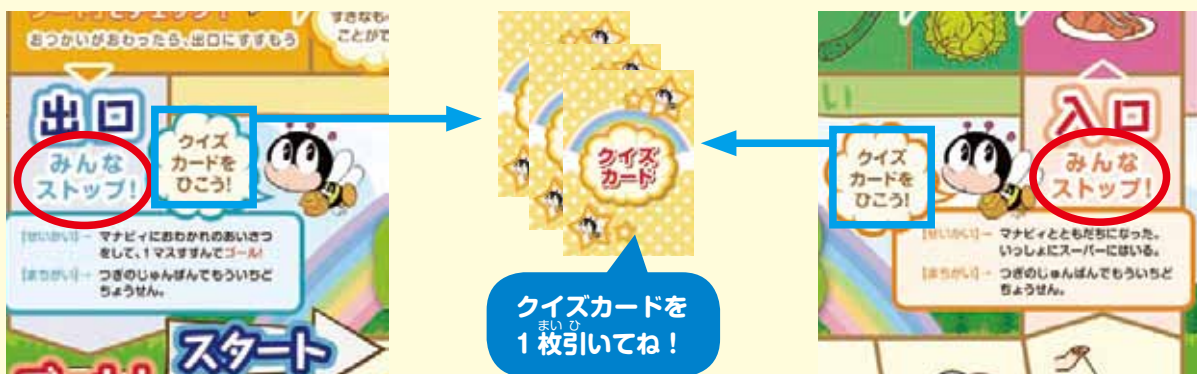 おつかいがおわったら、出口にすすもう
すきなもの
ことがで
出口
みんな
ストップ!
クイズ
カードを
ひこう!
[せいかい]→ マナビィにおわかれのあいさつ
をして、1マスすすんでゴール!
[まちがい]→ つぎのじゅんばんでもういちど
ちょうせん。
スタート
クイズ
カード
クイズカードを
1枚引いてね!
まい ひ
い
入口
みんな
ストップ!
クイズ
カードを
ひこう!
[せいかい]→ マナビィとともだちになった。
いっしょにスーパーにはいる。
[まちがい]→ つぎのじゅんばんでもういちど
ちょうせん。